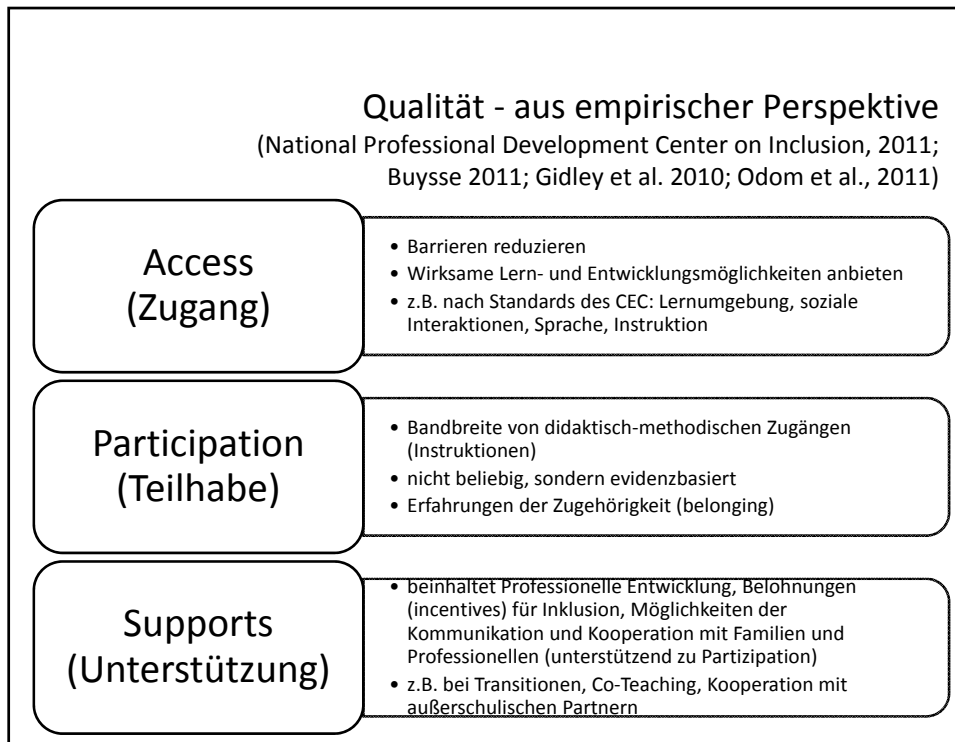 Qualität - aus empirischer Perspektive
(National Professional Development Center on Inclusion, 2011;
Buysse 2011; Gidley et al. 2010; Odom et al., 2011)
Access
(Zugang)
• Barrieren reduzieren
• Wirksame Lern- und Entwicklungsmöglichkeiten anbieten
• z.B. nach Standards des CEC: Lernumgebung, soziale
Interaktionen, Sprache, Instruktion
Participation
(Teilhabe)
• Bandbreite von didaktisch-methodischen Zugängen
(Instruktionen)
• nicht beliebig, sondern evidenzbasiert
• Erfahrungen der Zugehörigkeit (belonging)
Supports
(Unterstützung)
• beinhaltet Professionelle Entwicklung, Belohnungen
(incentives) für Inklusion, Möglichkeiten der
Kommunikation und Kooperation mit Familien und
Professionellen (unterstützend zu Partizipation)
• z.B. bei Transitionen, Co-Teaching, Kooperation mit
außerschulischen Partnern